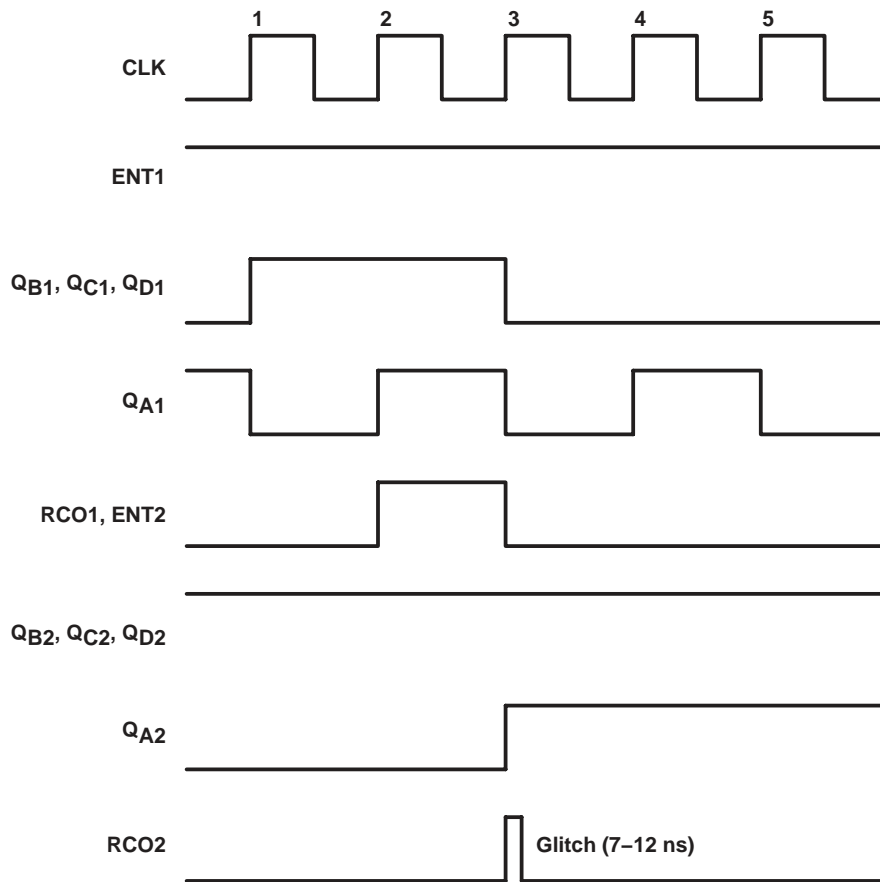 1 2 3 4 5
CLK
ENT1
QB1, QC1, QD1
QA1
RCO1, ENT2
QB2, QC2, QD2
QA2
RCO2
Glitch (7–12 ns)